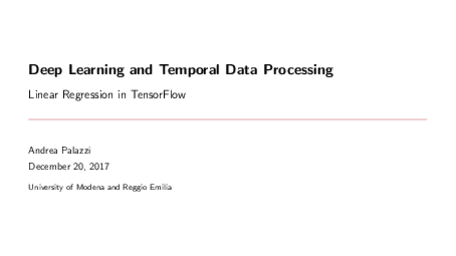 Deep Learning and Temporal Data Processing
Linear Regression in TensorFlow
Andrea Palazzi
December 20, 2017
University of Modena and Reggio Emilia